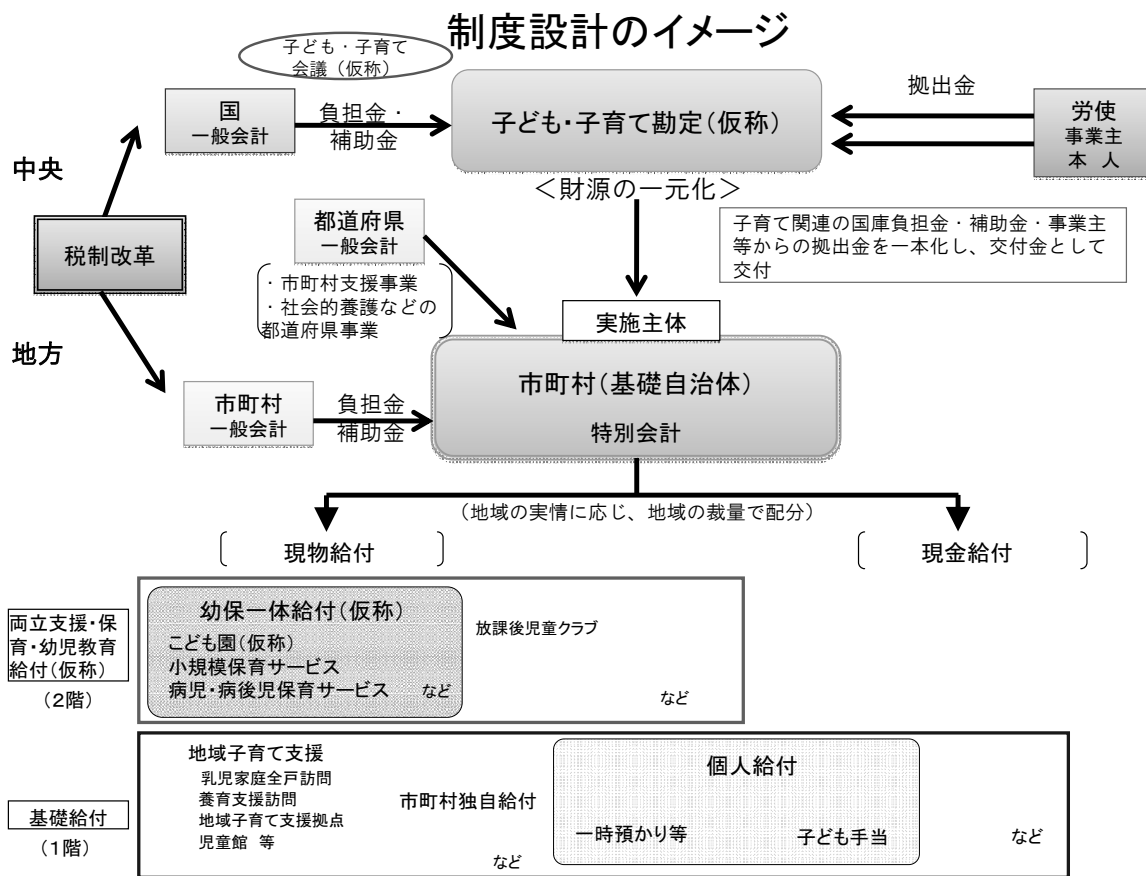 制度設計のイメージ
子ども・子育て
会議（仮称）
国
一般会計
負担金・
補助金
子ども・子育て勘定（仮称）
拠出金
労使
事業主
本　人
中央
＜財源の一元化＞
税制改革
都道府県
一般会計
子育て関連の国庫負担金・補助金・事業主
等からの拠出金を一本化し、交付金として
交付
・市町村支援事業
・社会的養護などの
都道府県事業
実施主体
地方
市町村（基礎自治体）
特別会計
市町村
一般会計
負担金
補助金
（地域の実情に応じ、地域の裁量で配分）
現物給付
現金給付
両立支援・保
育・幼児教育
給付（仮称）
（２階）
幼保一体給付（仮称）
こども園（仮称）
小規模保育サービス
病児・病後児保育サービス　など
放課後児童クラブ
など
基礎給付
（１階）
地域子育て支援
乳児家庭全戸訪問
養育支援訪問
地域子育て支援拠点
児童館　等
市町村独自給付
など
個人給付
一時預かり等
子ども手当
など